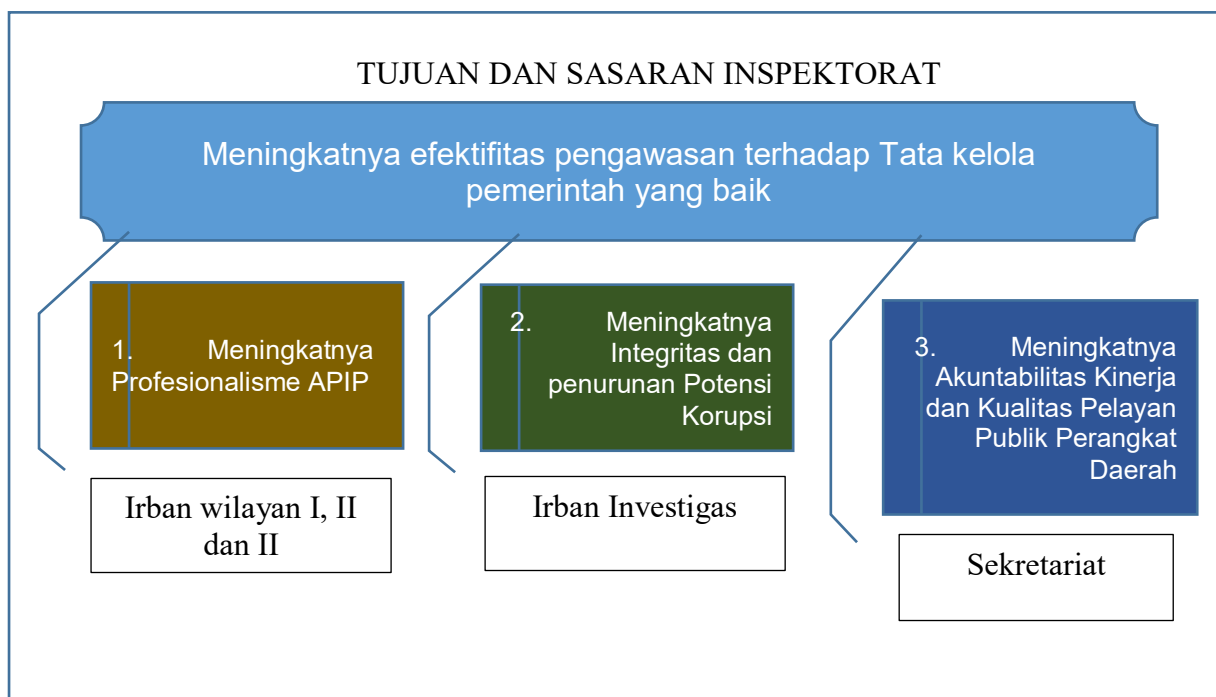 TUJUAN DAN SASARAN INSPEKTORAT
Meningkatnya efektifitas pengawasan terhadap Tata kelola
pemerintah yang baik
1. Meningkatnya
Profesionalisme APIP
2. Meningkatnya
Integritas dan
penurunan Potensi
Korupsi
3. Meningkatnya
Akuntabilitas Kinerja
dan Kualitas Pelayan
Publik Perangkat
Daerah
Irban wilayan I, II
dan II
Irban Investigas
Sekretariat